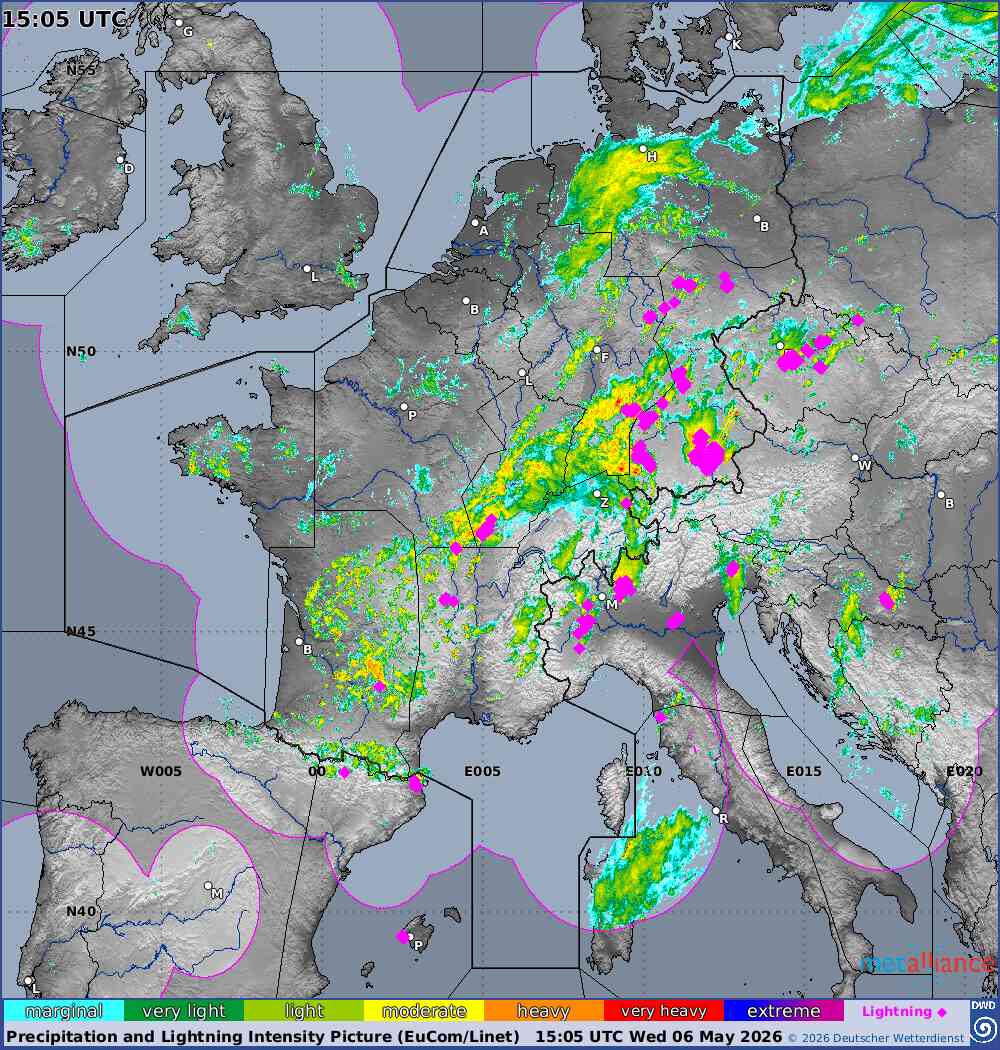 15:05 UTC
G
K
N55
H
D
A
B
L
B
N50
F
L
P
W
Z
B
M
N45
B
W005
00
E005
E010
E015
E020
R
M
N40
P
L
metalliance
marginal very light light moderate heavy very heavy extreme Lightning
DWD
Precipitation and Lightning Intensity Picture (EuCom/Linet) 15:05 UTC Wed 06 May 2026 © 2026 Deutscher Wetterdienst